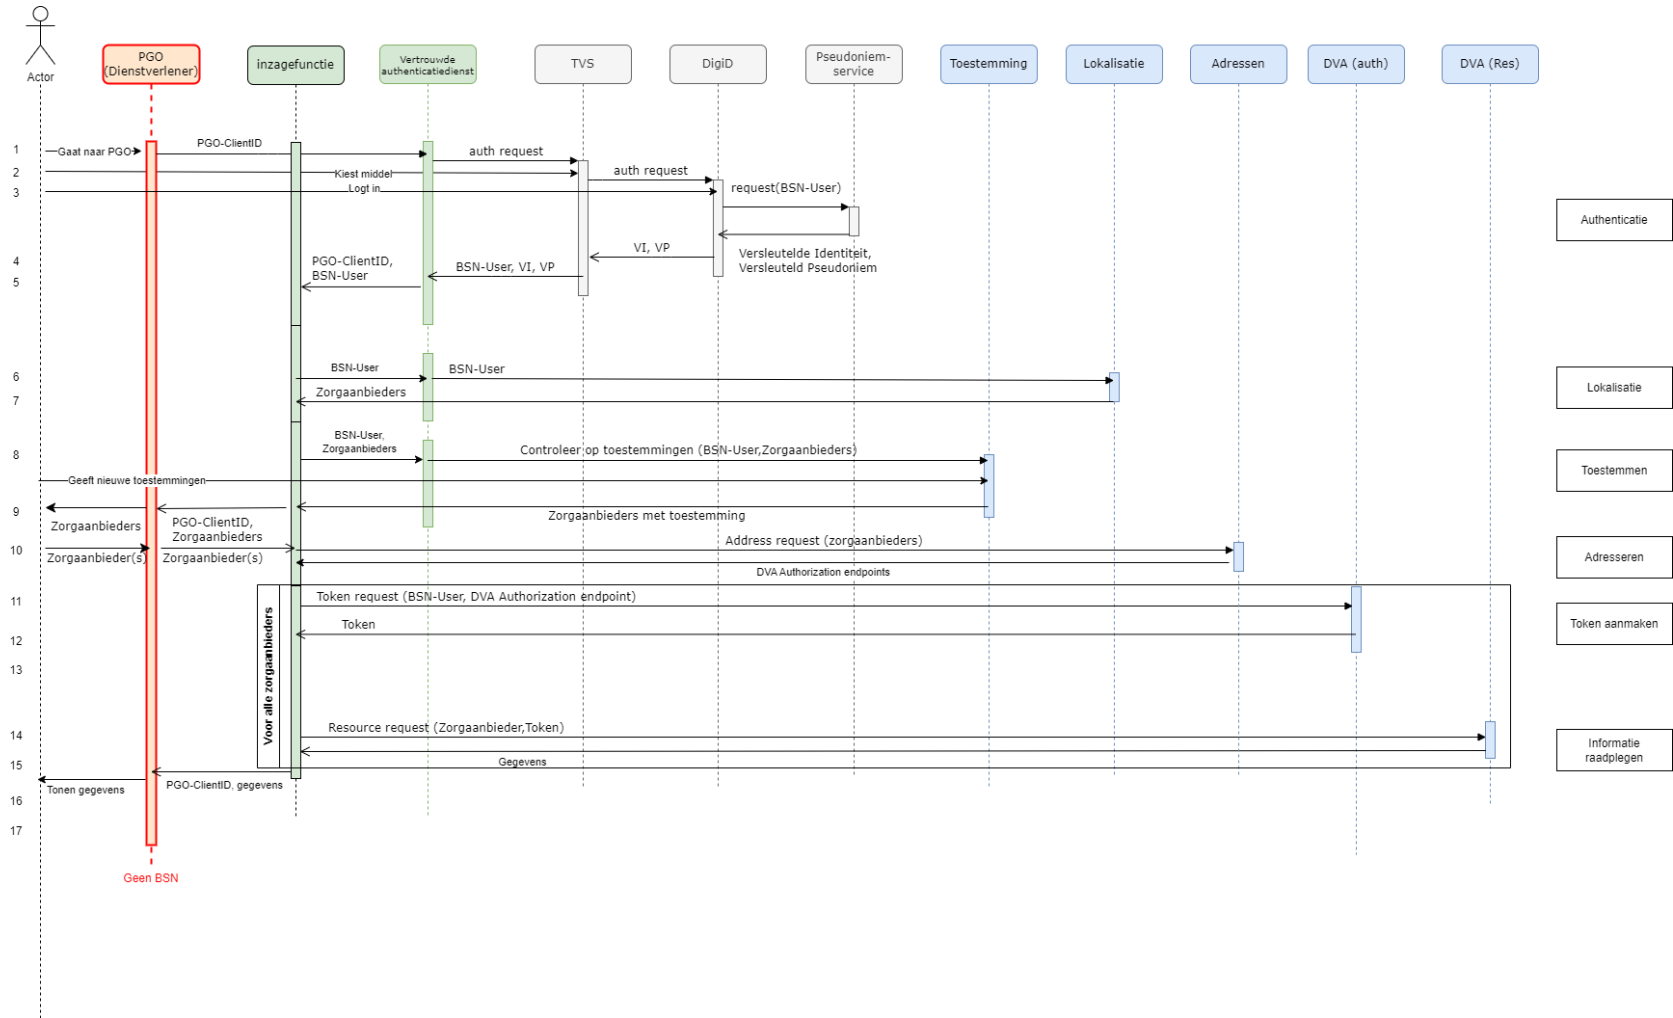 Actor
PGO
(Dienstverlener)
inzagefunctie
Vertrouwde
authenticatiedienst
TVS
DigiD
Pseudoniem-
service
Toestemming
Lokalisatie
Adressen
DVA (auth)
DVA (Res)
1
Gaat naar PGO
PGO-ClientID
auth request
2
Kiest middel
auth request
3
Logt in
request(BSN-User)
Authenticatie
4
PGO-ClientID,
BSN-User
BSN-User, VI, VP
VI, VP
Versleutelde Identiteit,
Versleuteld Pseudoniem
5
6
BSN-User
BSN-User
Lokalisatie
7
Zorgaanbieders
8
BSN-User,
Zorgaanbieders
Controleer op toestemmingen (BSN-User,Zorgaanbieders)
Toestemmen
Geeft nieuwe toestemmingen
9
Zorgaanbieders
PGO-ClientID,
Zorgaanbieders
Zorgaanbieders met toestemming
10
Zorgaanbieder(s)
Zorgaanbieder(s)
Address request (zorgaanbieders)
DVA Authorization endpoints
Adresseren
Voor alle zorgaanbieders
11
Token request (BSN-User, DVA Authorization endpoint)
Token aanmaken
12
Token
13
14
Resource request (Zorgaanbieder,Token)
Informatie
raadplegen
15
Gegevens
Tonen gegevens
PGO-ClientID, gegevens
16
17
Geen BSN